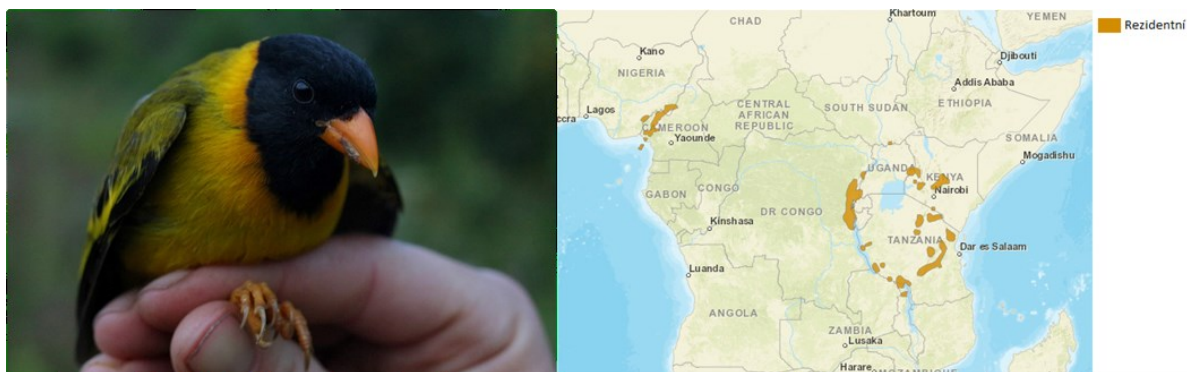 Khartoum
YEMEN
Rezidentní
CHAD
Kano
Djibouti
NIGERIA
Addis Ababa
Lagos
CENTRAL
AFRICAN
REPUBLIC
SOUTH SUDAN
ETHIOPIA
ccra
CAMEROON
Yaounde
SOMALIA
UGANDA
Mogadishu
GABON
CONGO
KENYA
Nairobi
DR CONGO
Kinshasa
TANZANIA
Dar es Salaam
Luanda
ANGOLA
ZAMBIA
Lusaka
Harare
MOZAMBIQUE